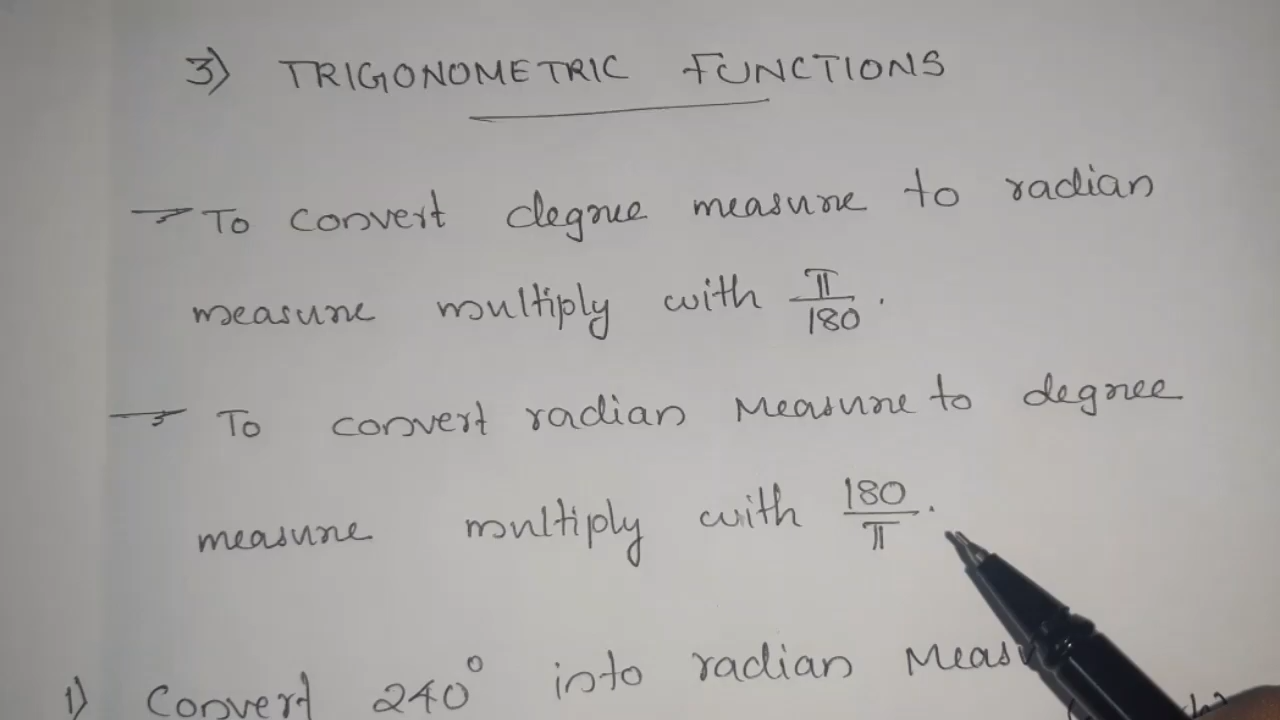 3) TRIGONOMETRIC FUNCTIONS
→ To convert degree measure to radian
measure multiply with π/180 .
→ To convert radian Measure to degree
measure multiply with 180/π .
1) Convert 240° into radian